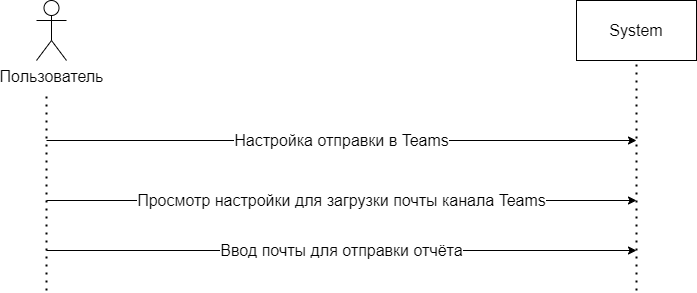 System
Пользователь
Настройка отправки в Teams
Просмотр настройки для загрузки почты канала Teams
Ввод почты для отправки отчёта